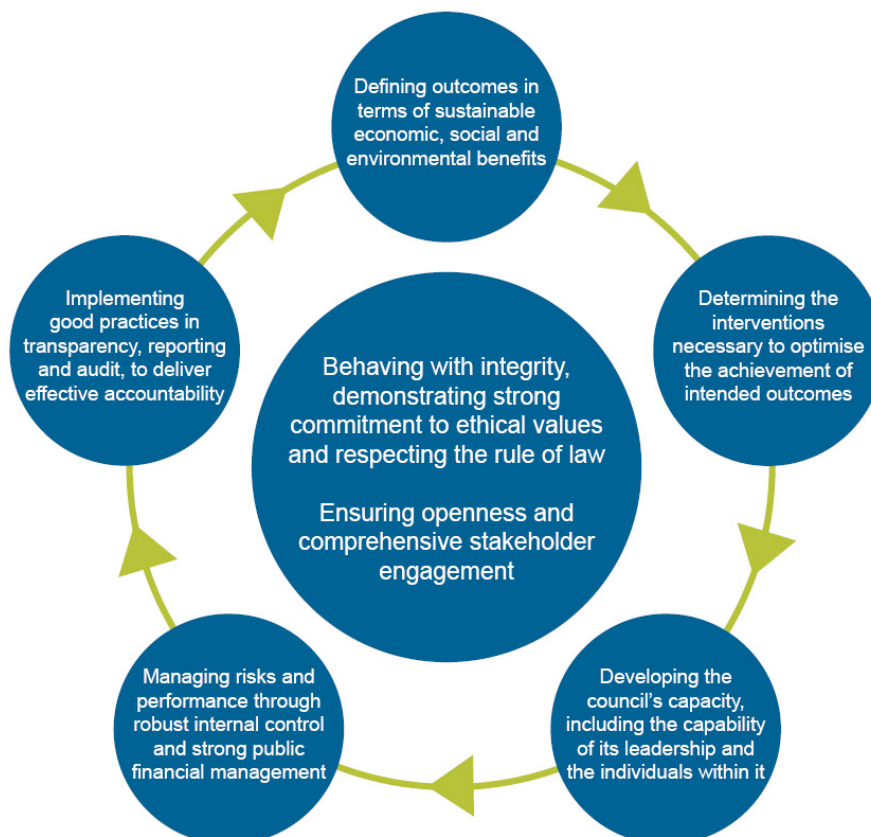 Defining outcomes in
terms of sustainable
economic, social and
environmental benefits
Determining the
interventions
necessary to optimise
the achievement of
intended outcomes
Developing the
council's capacity,
including the capability
of its leadership and
the individuals within it
Managing risks and
performance through
robust internal control
and strong public
financial management
Implementing
good practices in
transparency, reporting
and audit, to deliver
effective accountability
Behaving with integrity,
demonstrating strong
commitment to ethical values
and respecting the rule of law
Ensuring openness and
comprehensive stakeholder
engagement